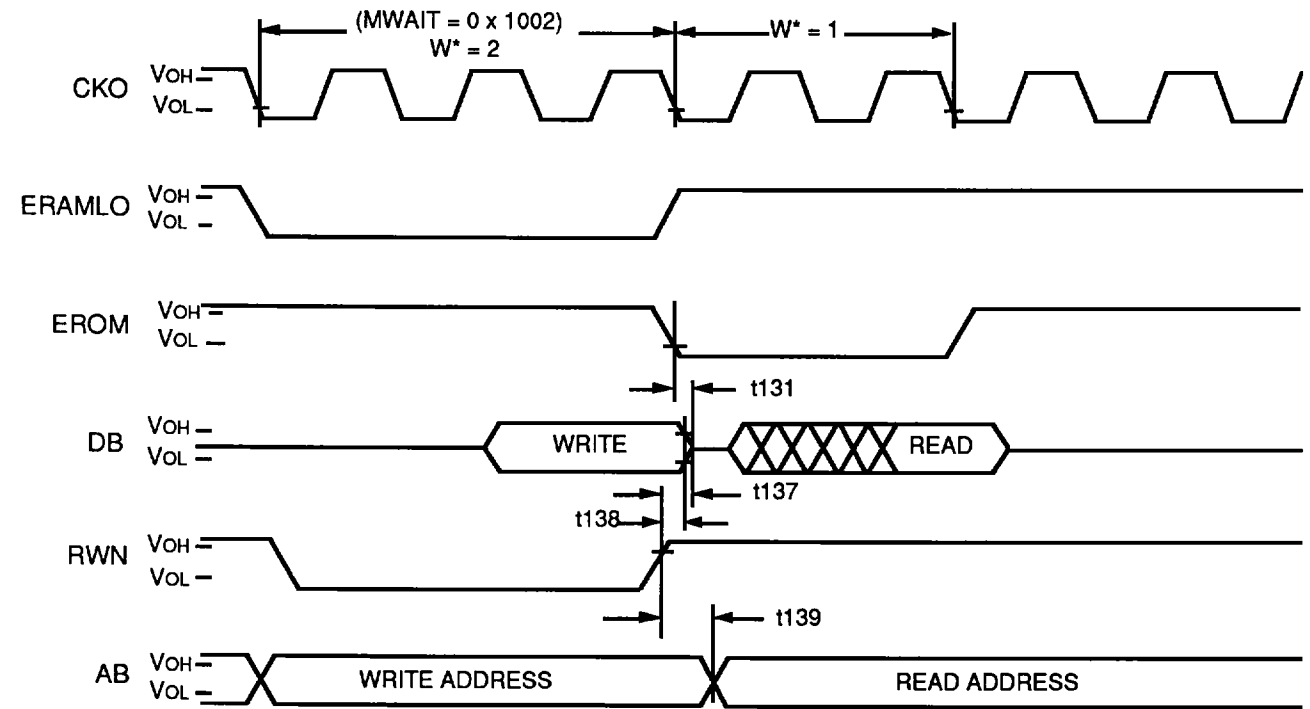 (MWAIT = 0 x 1002)
W* = 2
W* = 1
CKO
VOH
VOL
ERAMLO
VOH
VOL
EROM
VOH
VOL
t131
DB
VOH
VOL
WRITE
READ
t137
t138
RWN
VOH
VOL
t139
AB
VOH
VOL
WRITE ADDRESS
READ ADDRESS